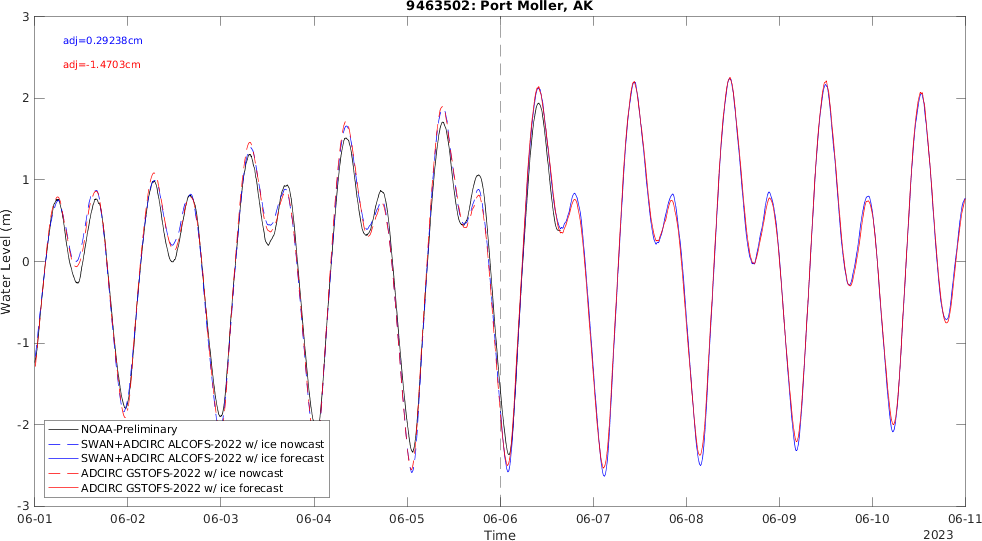 9463502: Port Moller, AK
adj=0.29238cm
adj=-1.4703cm
Water Level (m)
3
2
1
0
-1
-2
-3
NOAA-Preliminary
SWAN+ADCIRC ALCOFS-2022 w/ ice nowcast
SWAN+ADCIRC ALCOFS-2022 w/ ice forecast
ADCIRC GSTOFS-2022 w/ ice nowcast
ADCIRC GSTOFS-2022 w/ ice forecast
06-01 06-02 06-03 06-04 06-05 06-06 06-07 06-08 06-09 06-10 06-11
Time
2023